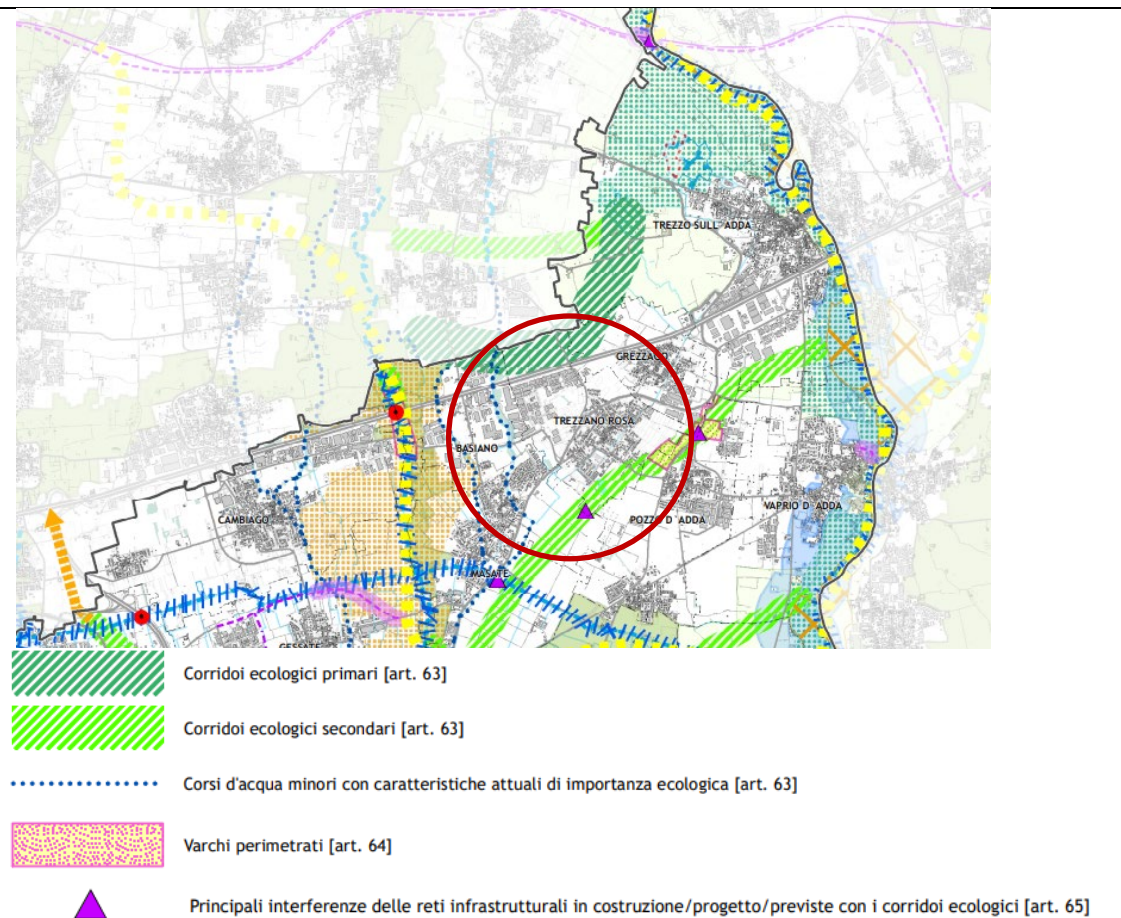 TREZZO SULL' ADDA
GREZZAGO
TREZZANO ROSA
BASIANO
CAMBIAGO
POZZO D' ADDA
VAPRIO D' ADDA
MASATE
GESSATE
Corridoi ecologici primari [art. 63]
Corridoi ecologici secondari [art. 63]
Corsi d'acqua minori con caratteristiche attuali di importanza ecologica [art. 63]
Varchi perimetrati [art. 64]
Principali interferenze delle reti infrastrutturali in costruzione/progetto/previste con i corridoi ecologici [art. 65]